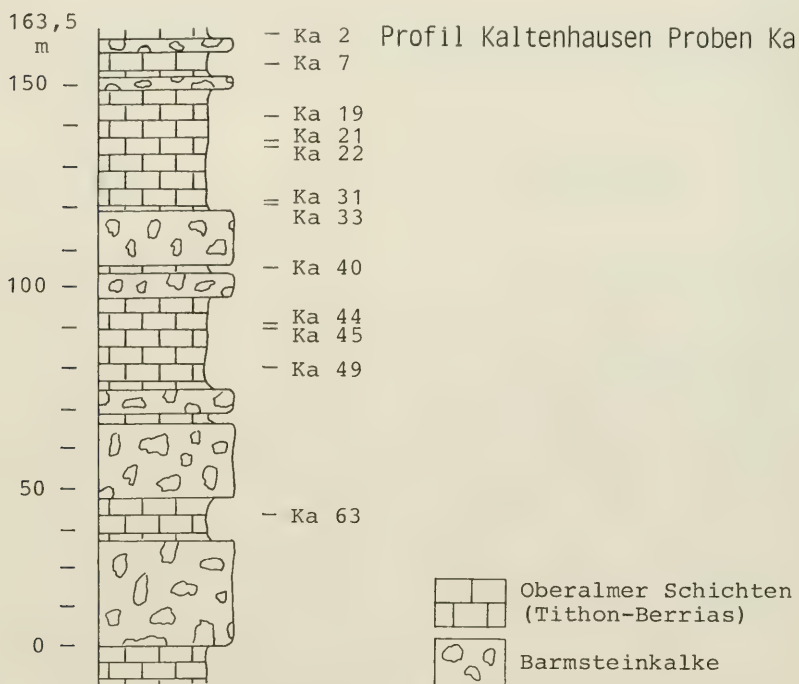 163,5
m
Ka 2
Profil Kaltenhausen Proben Ka
Ka 7
150
Ka 19
Ka 21
Ka 22
Ka 31
Ka 33
Ka 40
100
Ka 44
Ka 45
Ka 49
50
Ka 63
Oberalmer Schichten
(Tithon-Berrias)
0
Barmsteinkalke